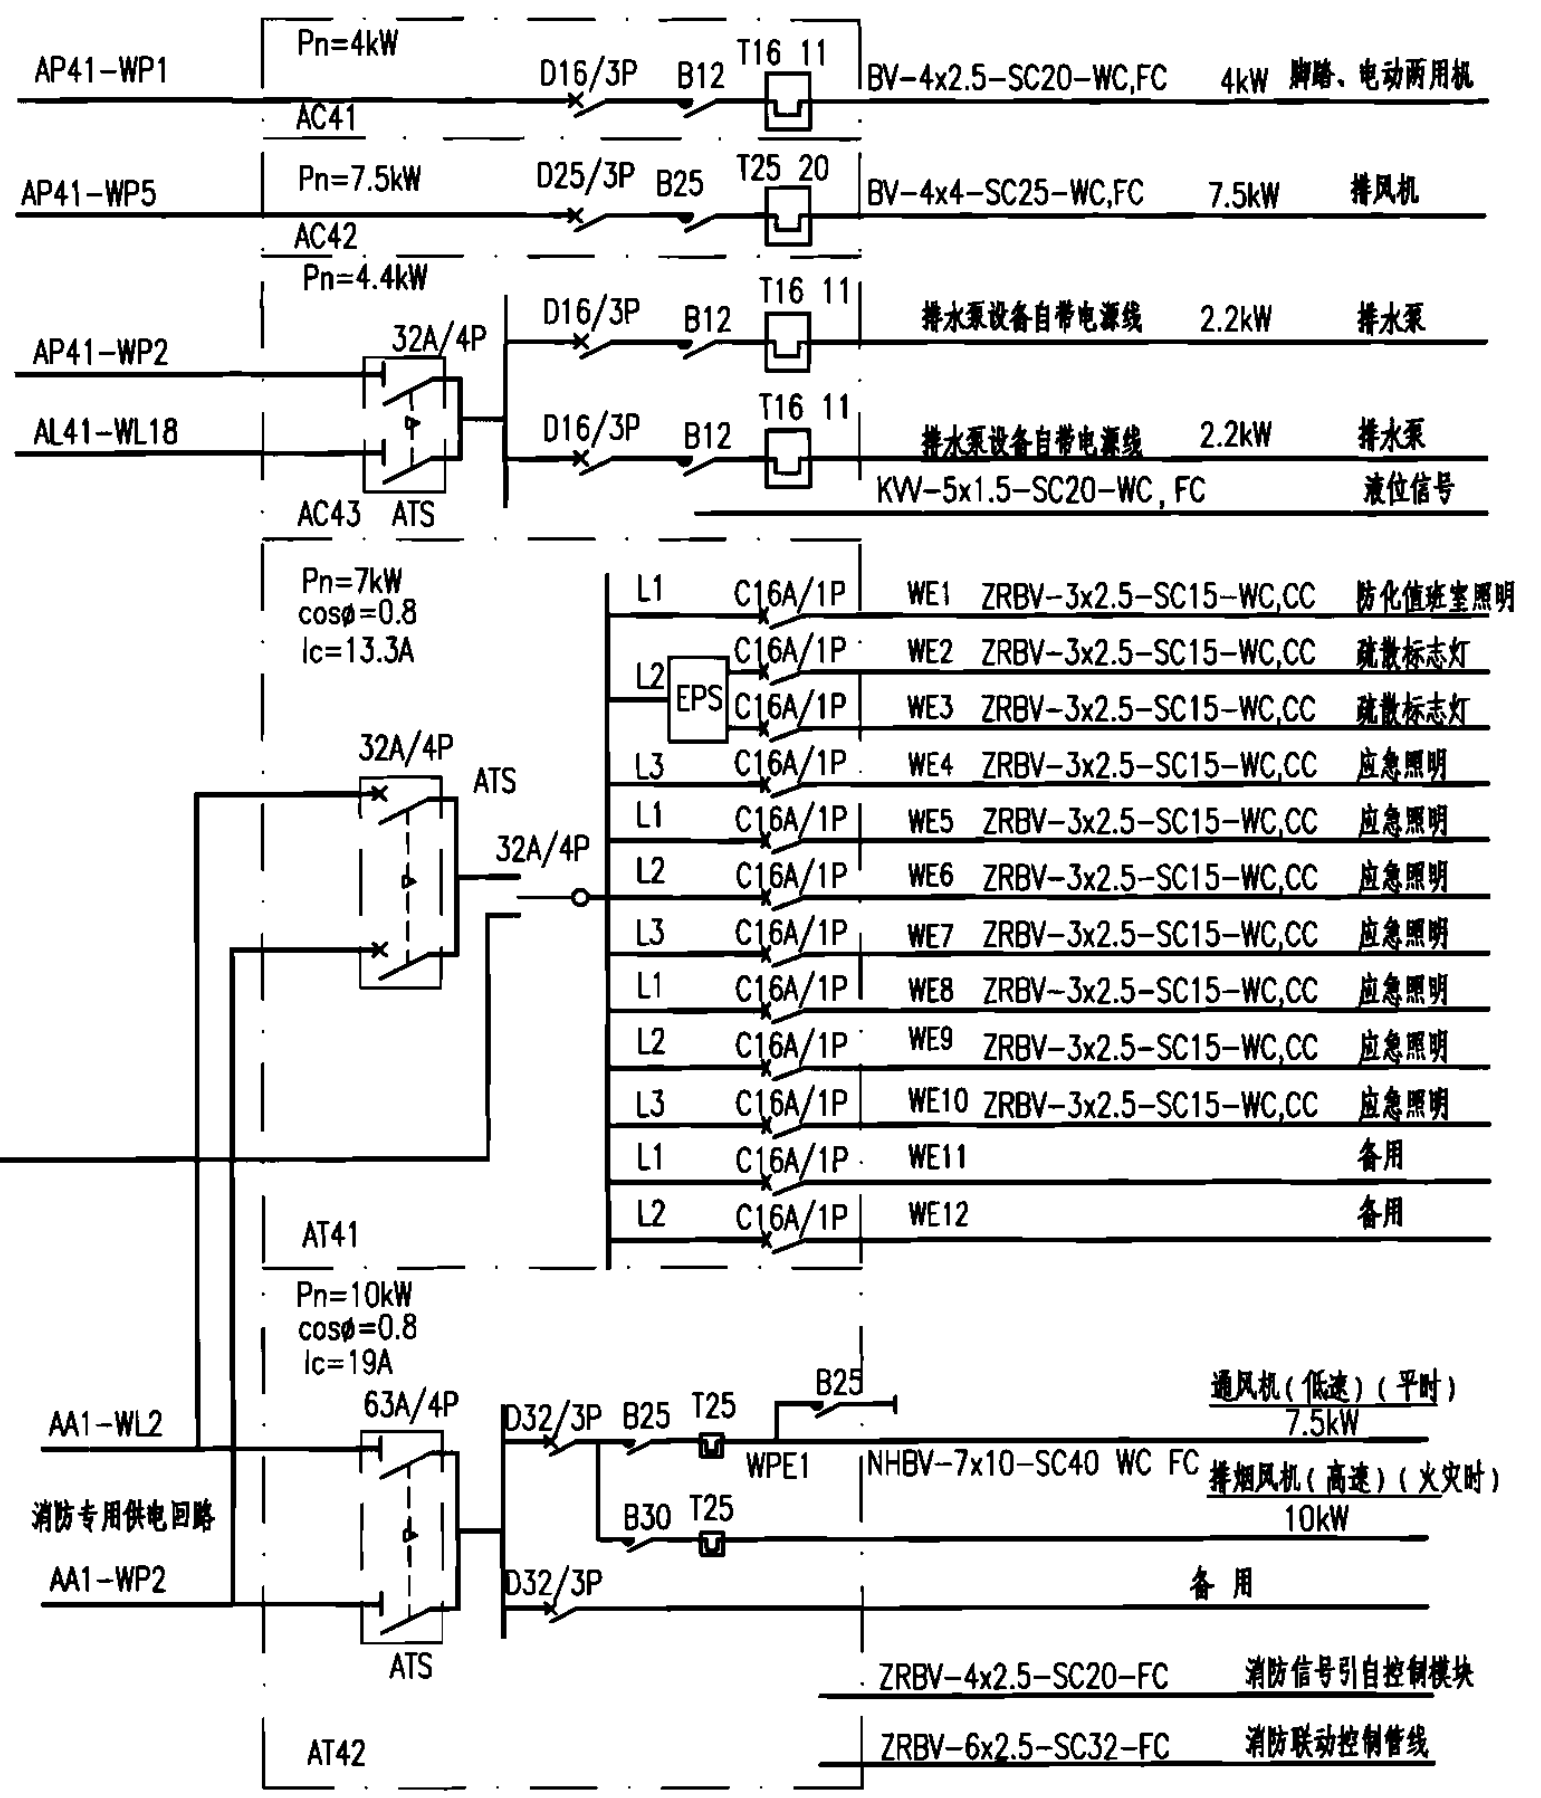 Pn=4kW
AP41-WP1
D16/3P B12 T16 11
BV-4x2.5-SC20-WC,FC 4kW 脚踏、电动两用机
AC41
Pn=7.5kW
AP41-WP5
D25/3P B25 T25 20
BV-4x4-SC25-WC,FC 7.5kW 排风机
AC42
Pn=4.4kW
D16/3P B12 T16 11
排水泵设备自带电源线 2.2kW 排水泵
32A/4P
AP41-WP2
AL41-WL18
D16/3P B12 T16 11
排水泵设备自带电源线 2.2kW 排水泵
KVV-5x1.5-SC20-WC,FC 液位信号
AC43 ATS
Pn=7kW
cosø=0.8
Ic=13.3A
L1 C16A/1P WE1 ZRBV-3x2.5-SC15-WC,CC 防化值班室照明
L2 EPS C16A/1P WE2 ZRBV-3x2.5-SC15-WC,CC 疏散标志灯
C16A/1P WE3 ZRBV-3x2.5-SC15-WC,CC 疏散标志灯
32A/4P
ATS
L3 C16A/1P WE4 ZRBV-3x2.5-SC15-WC,CC 应急照明
L1 C16A/1P WE5 ZRBV-3x2.5-SC15-WC,CC 应急照明
32A/4P
L2 C16A/1P WE6 ZRBV-3x2.5-SC15-WC,CC 应急照明
L3 C16A/1P WE7 ZRBV-3x2.5-SC15-WC,CC 应急照明
L1 C16A/1P WE8 ZRBV-3x2.5-SC15-WC,CC 应急照明
L2 C16A/1P WE9 ZRBV-3x2.5-SC15-WC,CC 应急照明
L3 C16A/1P WE10 ZRBV-3x2.5-SC15-WC,CC 应急照明
L1 C16A/1P WE11 备用
L2 C16A/1P WE12 备用
AT41
Pn=10kW
cosø=0.8
Ic=19A
63A/4P
AA1-WL2
D32/3P B25 T25 B25
通风机(低速)(平时)
7.5kW
WPE1 NHBV-7x10-SC40 WC FC
排烟风机(高速)(火灾时)
10kW
B30 T25
消防专用供电回路
AA1-WP2
D32/3P 备用
ATS
ZRBV-4x2.5-SC20-FC 消防信号引自控制模块
AT42
ZRBV-6x2.5-SC32-FC 消防联动控制管线